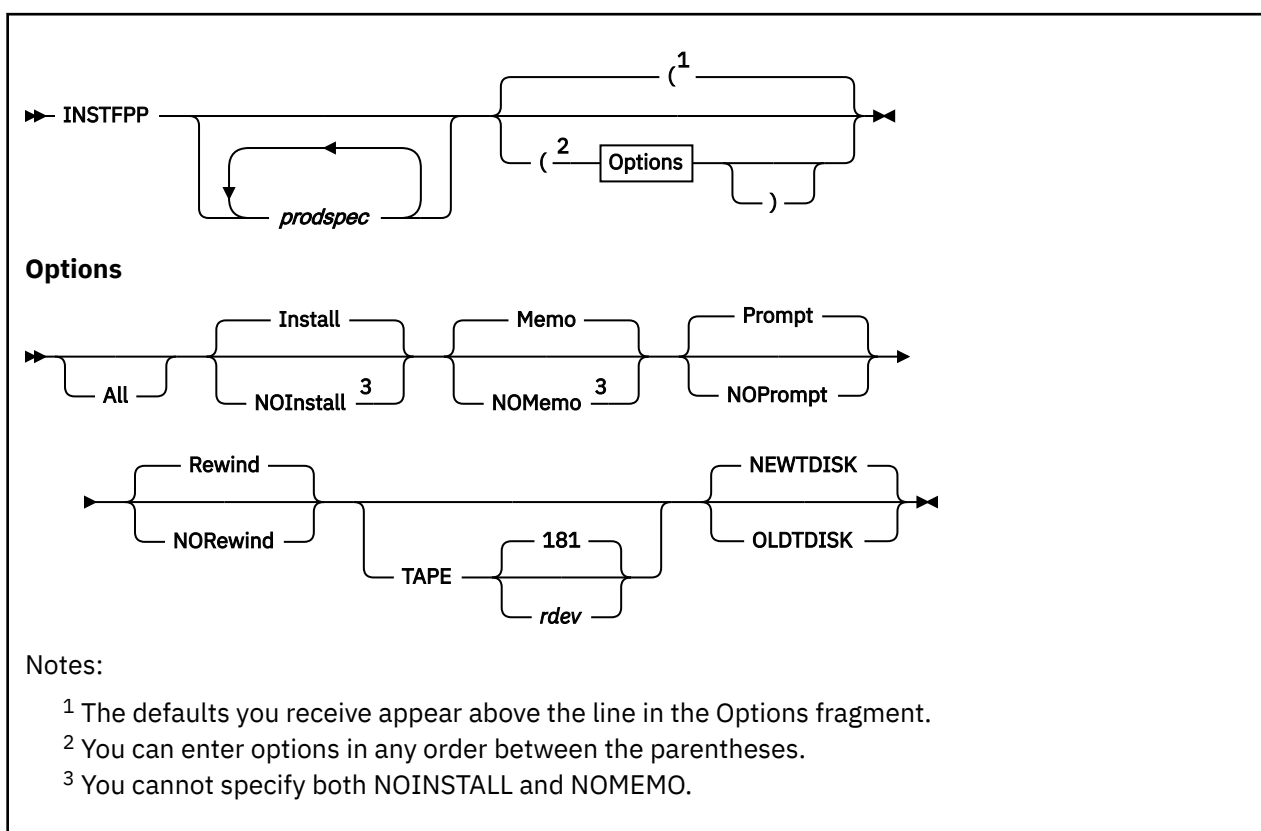 ( 1
INSTFPP
( 2 Options
)
prodspec
Options
Install Memo Prompt
All NOInstall 3 NOMemo 3 NOPrompt
Rewind NEWTDISK
NORewind 181 OLDTDISK
TAPE
rdev
Notes:
1 The defaults you receive appear above the line in the Options fragment.
2 You can enter options in any order between the parentheses.
3 You cannot specify both NOINSTALL and NOMEMO.